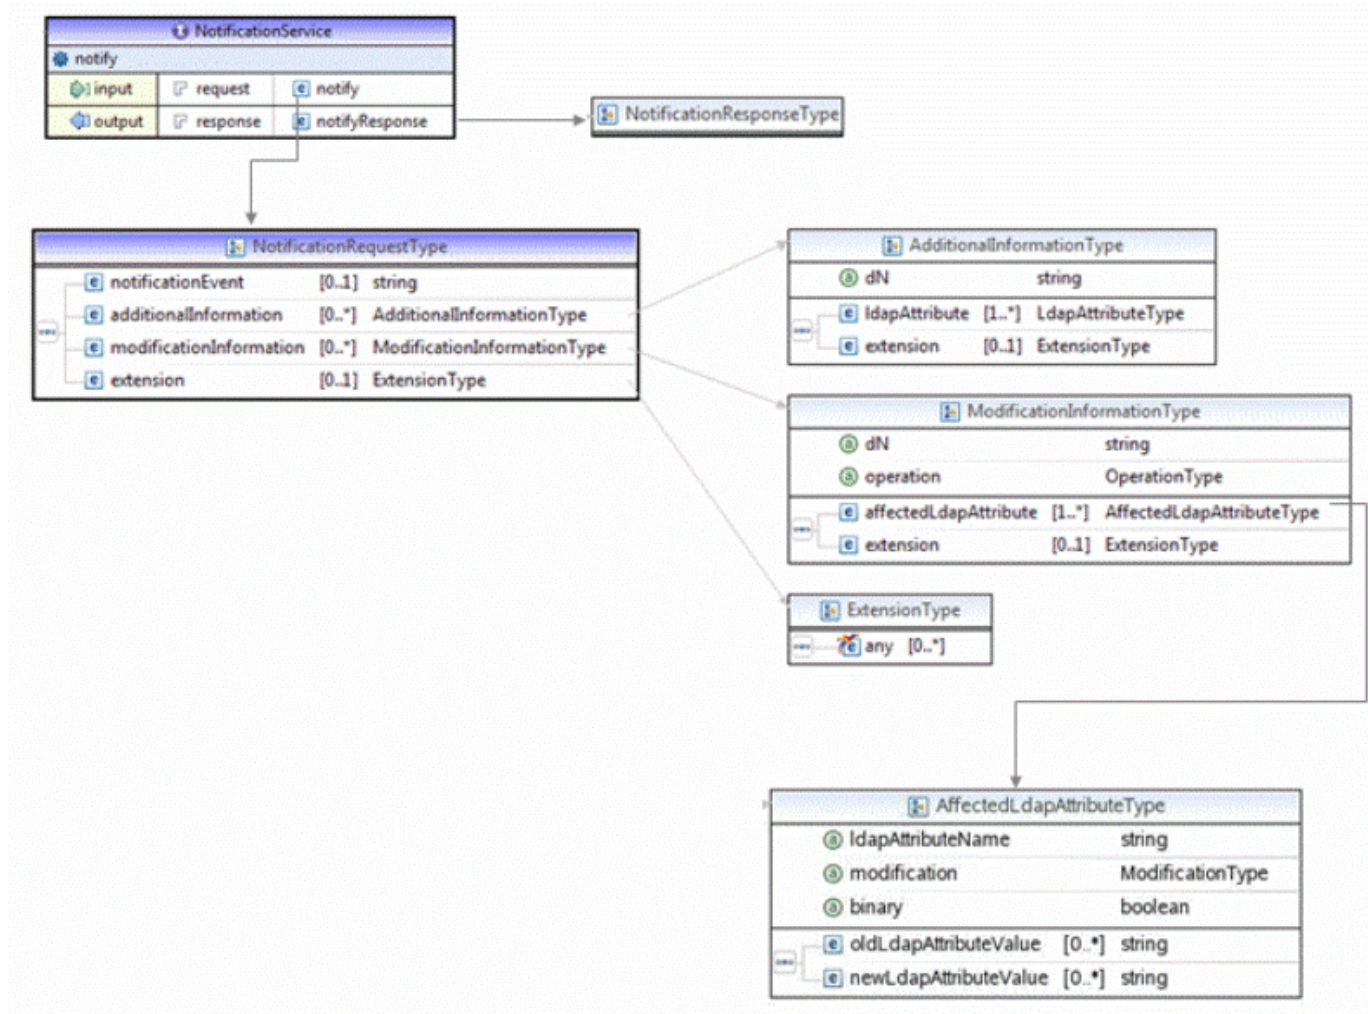 NotificationService
notify
input request notify
output response notifyResponse
NotificationResponseType
NotificationRequestType
notificationEvent [0..1] string
additionalInformation [0..*] AdditionalInformationType
modificationInformation [0..*] ModificationInformationType
extension [0..1] ExtensionType
AdditionalInformationType
dN string
ldapAttribute [1..*] LdapAttributeType
extension [0..1] ExtensionType
ModificationInformationType
dN string
operation OperationType
affectedLdapAttribute [1..*] AffectedLdapAttributeType
extension [0..1] ExtensionType
ExtensionType
any [0..*]
AffectedLdapAttributeType
ldapAttributeName string
modification ModificationType
binary boolean
oldLdapAttributeValue [0..*] string
newLdapAttributeValue [0..*] string